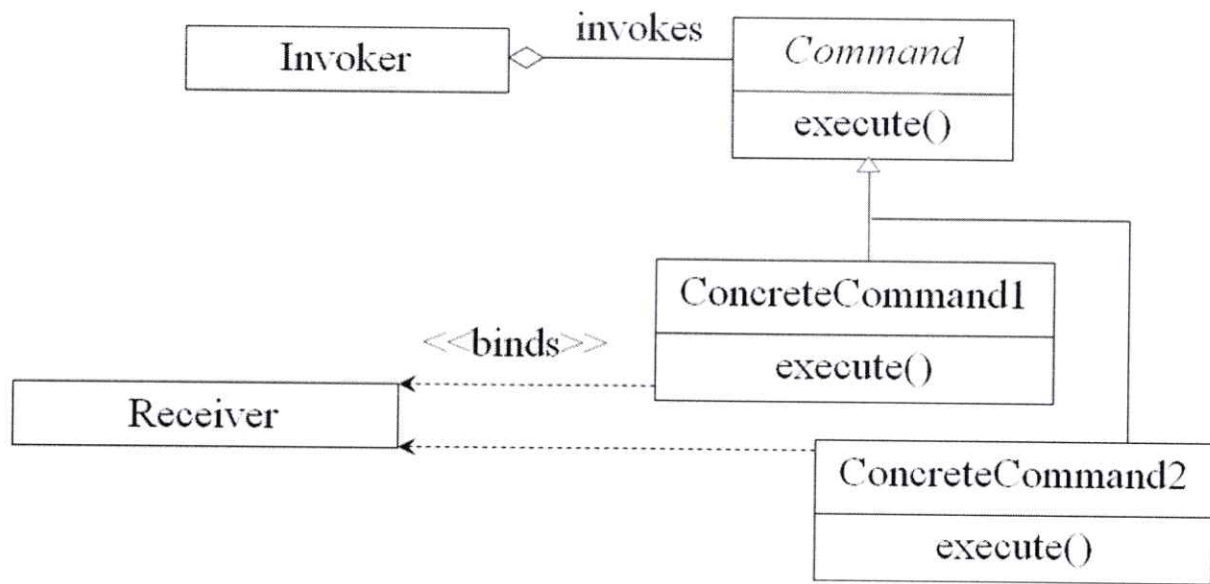 invokes
Invoker
Command
execute()
ConcreteCommand1
<<binds>>
execute()
Receiver
ConcreteCommand2
execute()